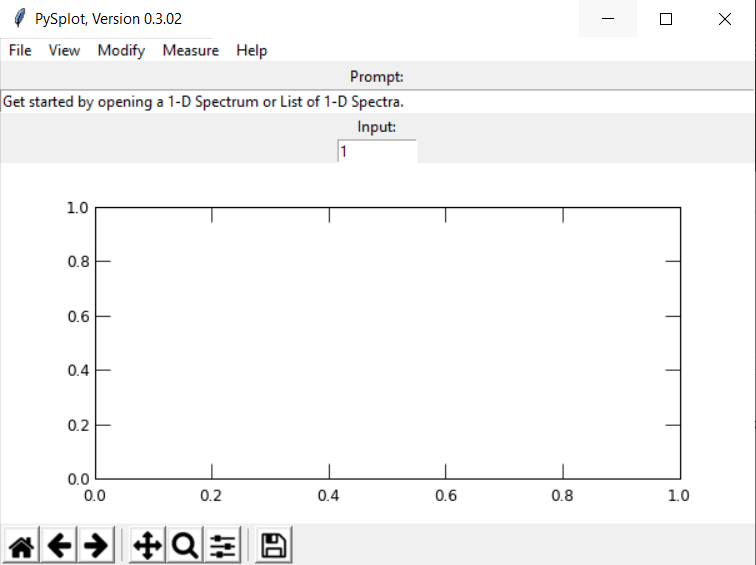 PySplot, Version 0.3.02
File View Modify Measure Help
Prompt:
Get started by opening a 1-D Spectrum or List of 1-D Spectra.
Input:
1
1.0
0.8
0.6
0.4
0.2
0.0
0.0 0.2 0.4 0.6 0.8 1.0